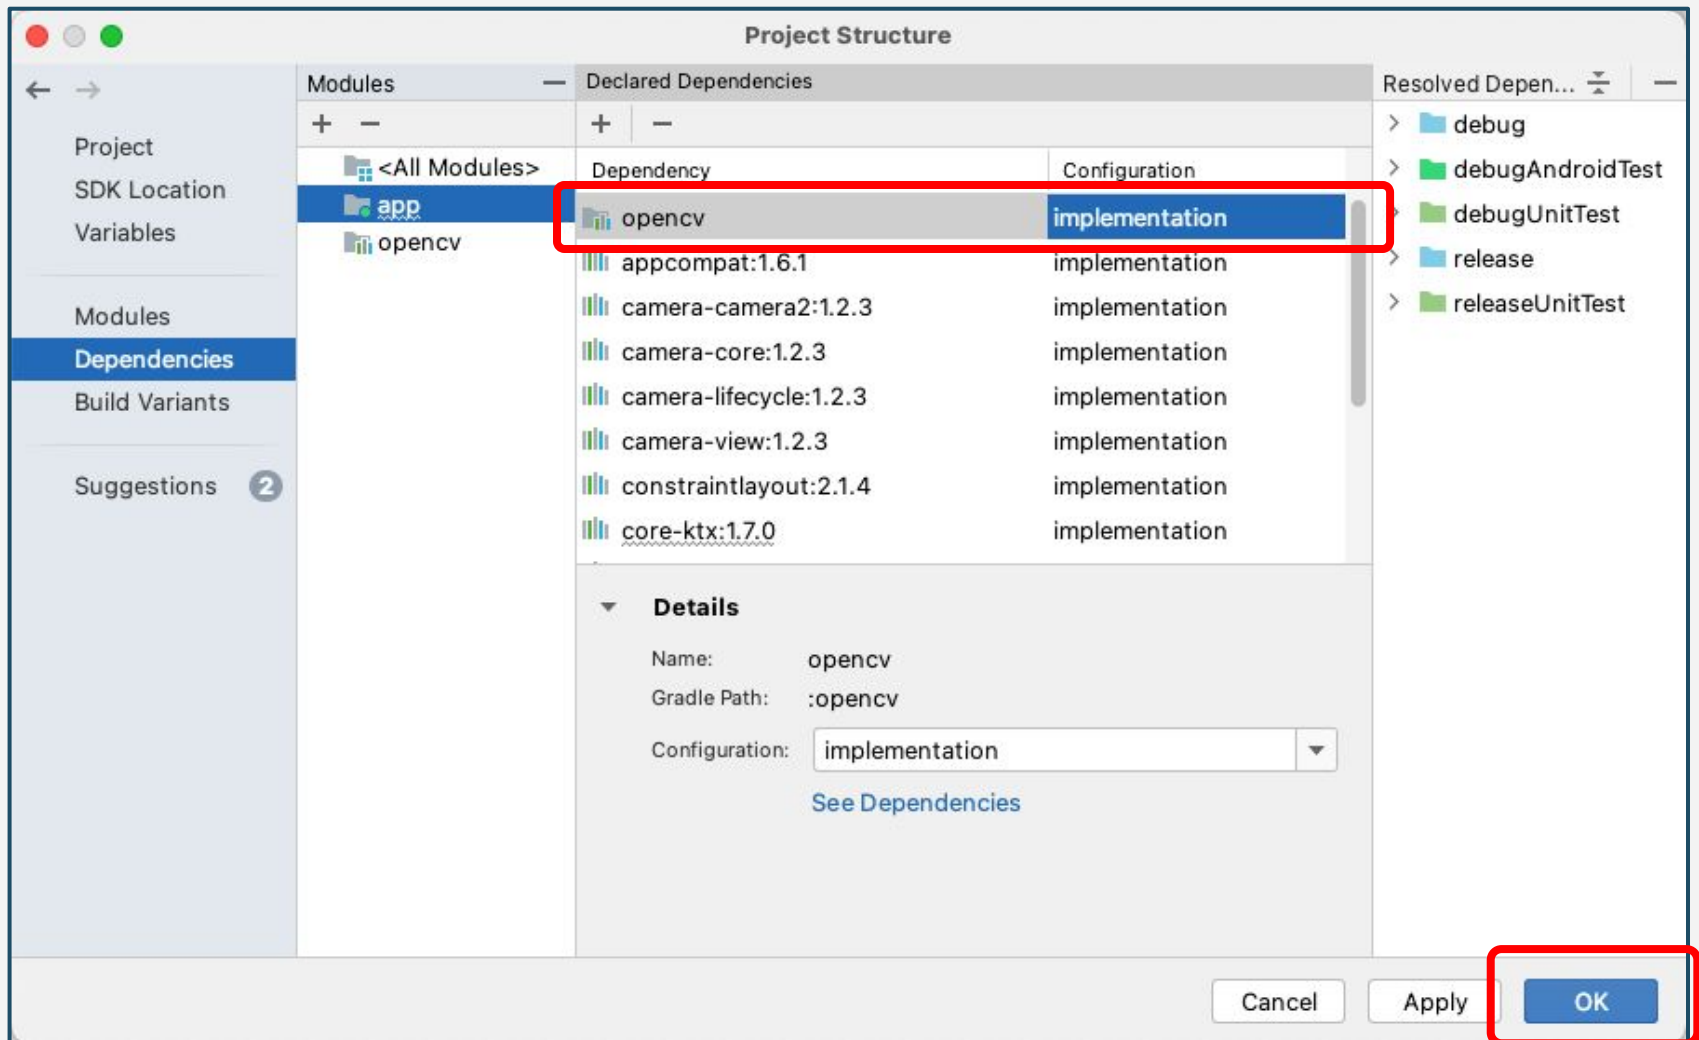 Project Structure
Project
SDK Location
Variables
Modules
Dependencies
Build Variants
Suggestions 2
Modules
<All Modules>
app
opencv
Declared Dependencies
Dependency Configuration
opencv implementation
appcompat:1.6.1 implementation
camera-camera2:1.2.3 implementation
camera-core:1.2.3 implementation
camera-lifecycle:1.2.3 implementation
camera-view:1.2.3 implementation
constraintlayout:2.1.4 implementation
core-ktx:1.7.0 implementation
Details
Name: opencv
Gradle Path: :opencv
Configuration: implementation
See Dependencies
Resolved Depen...
debug
debugAndroidTest
debugUnitTest
release
releaseUnitTest
Cancel Apply OK